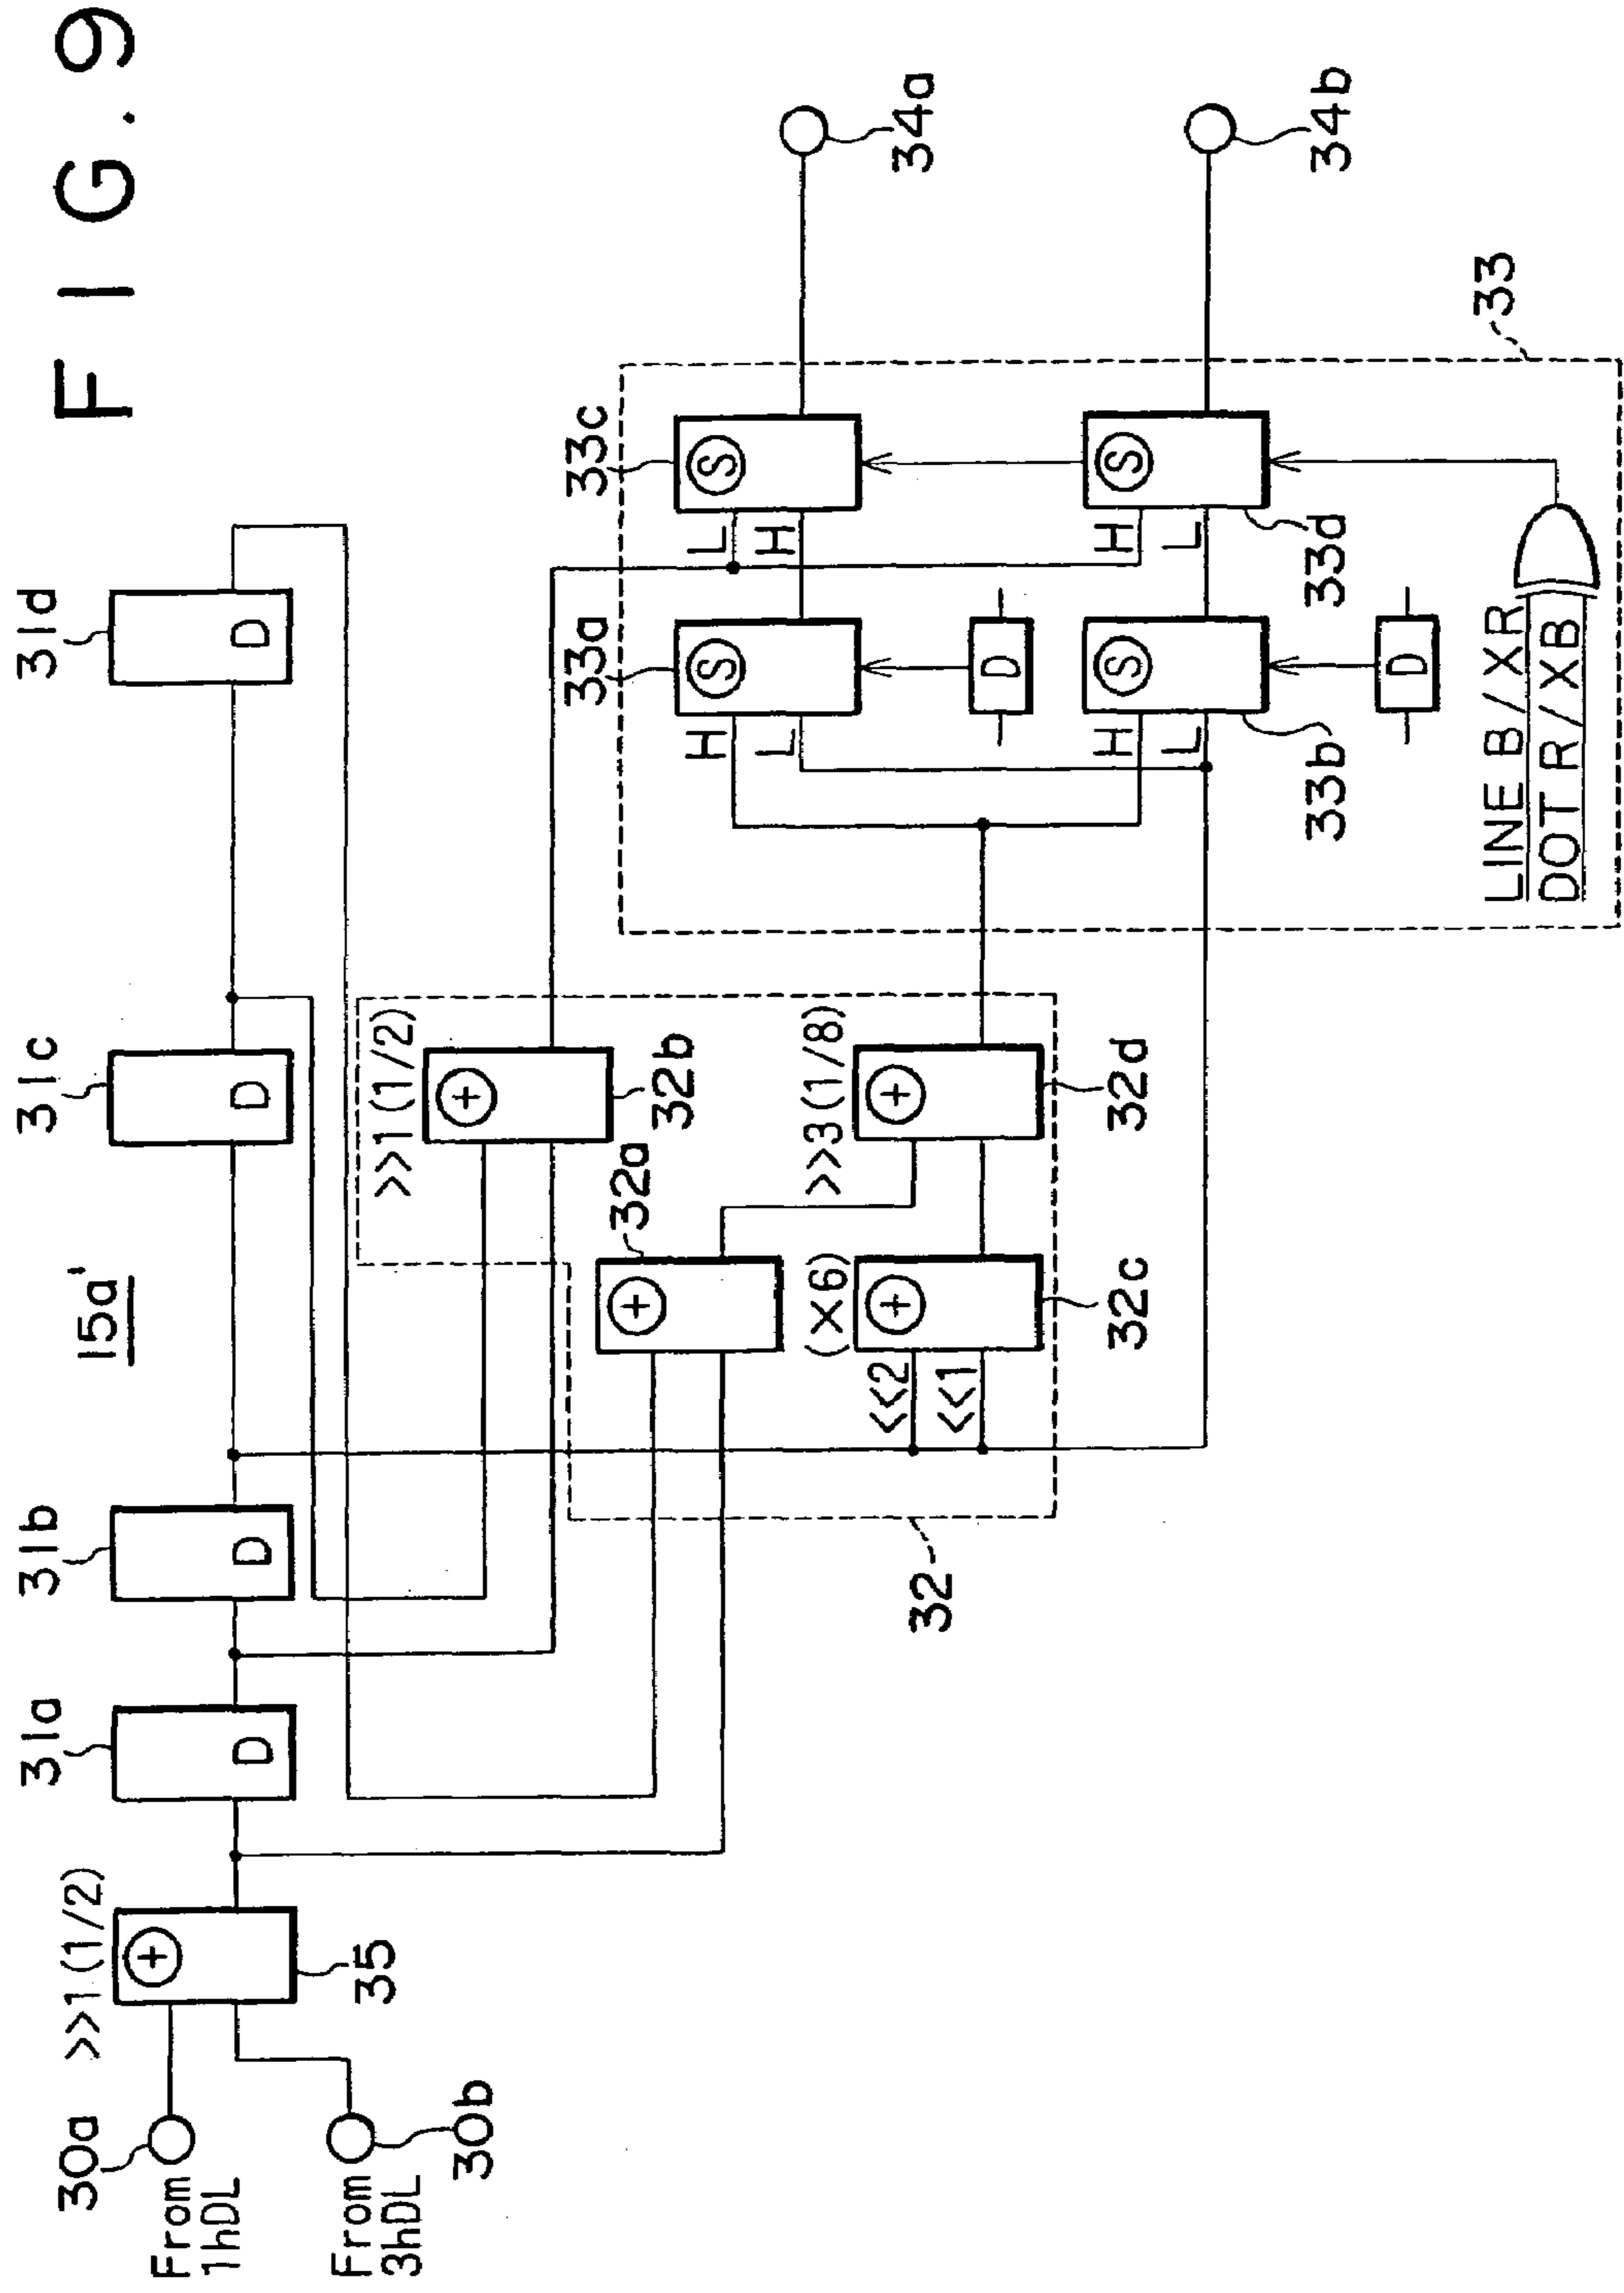 FIG. 9
15a'
31a
31b
31c
31d
D
D
D
D
>>1 (1/2)
+
35
30a
From
1hDL
30b
From
3hDL
>>1 (1/2)
+
32b
32a
+
>>3 (1/8)
+
32d
(X6)
+
32c
<<2
<<1
32
33a
S
H
L
D
33b
S
H
L
D
33c
S
L
H
33d
S
H
L
LINE B/XR
DOT R/XB
33
34a
34b